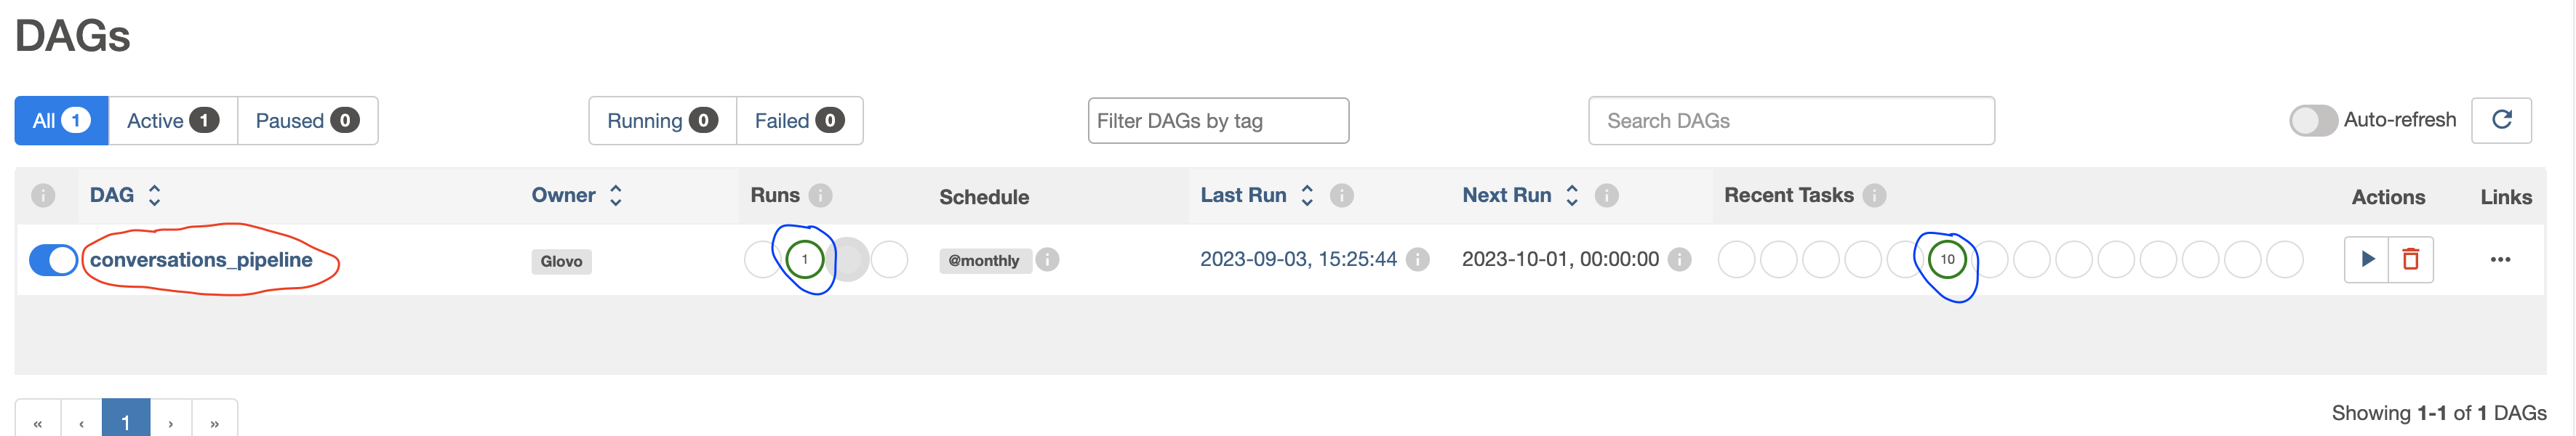 DAGs
All 1 Active 1 Paused 0 Running 0 Failed 0 Filter DAGs by tag Search DAGs Auto-refresh
i DAG Owner Runs i Schedule Last Run i Next Run i Recent Tasks i Actions Links
conversations_pipeline Glovo 1 @monthly i 2023-09-03, 15:25:44 i 2023-10-01, 00:00:00 i 10 ...
« ‹ 1 › » Showing 1-1 of 1 DAGs